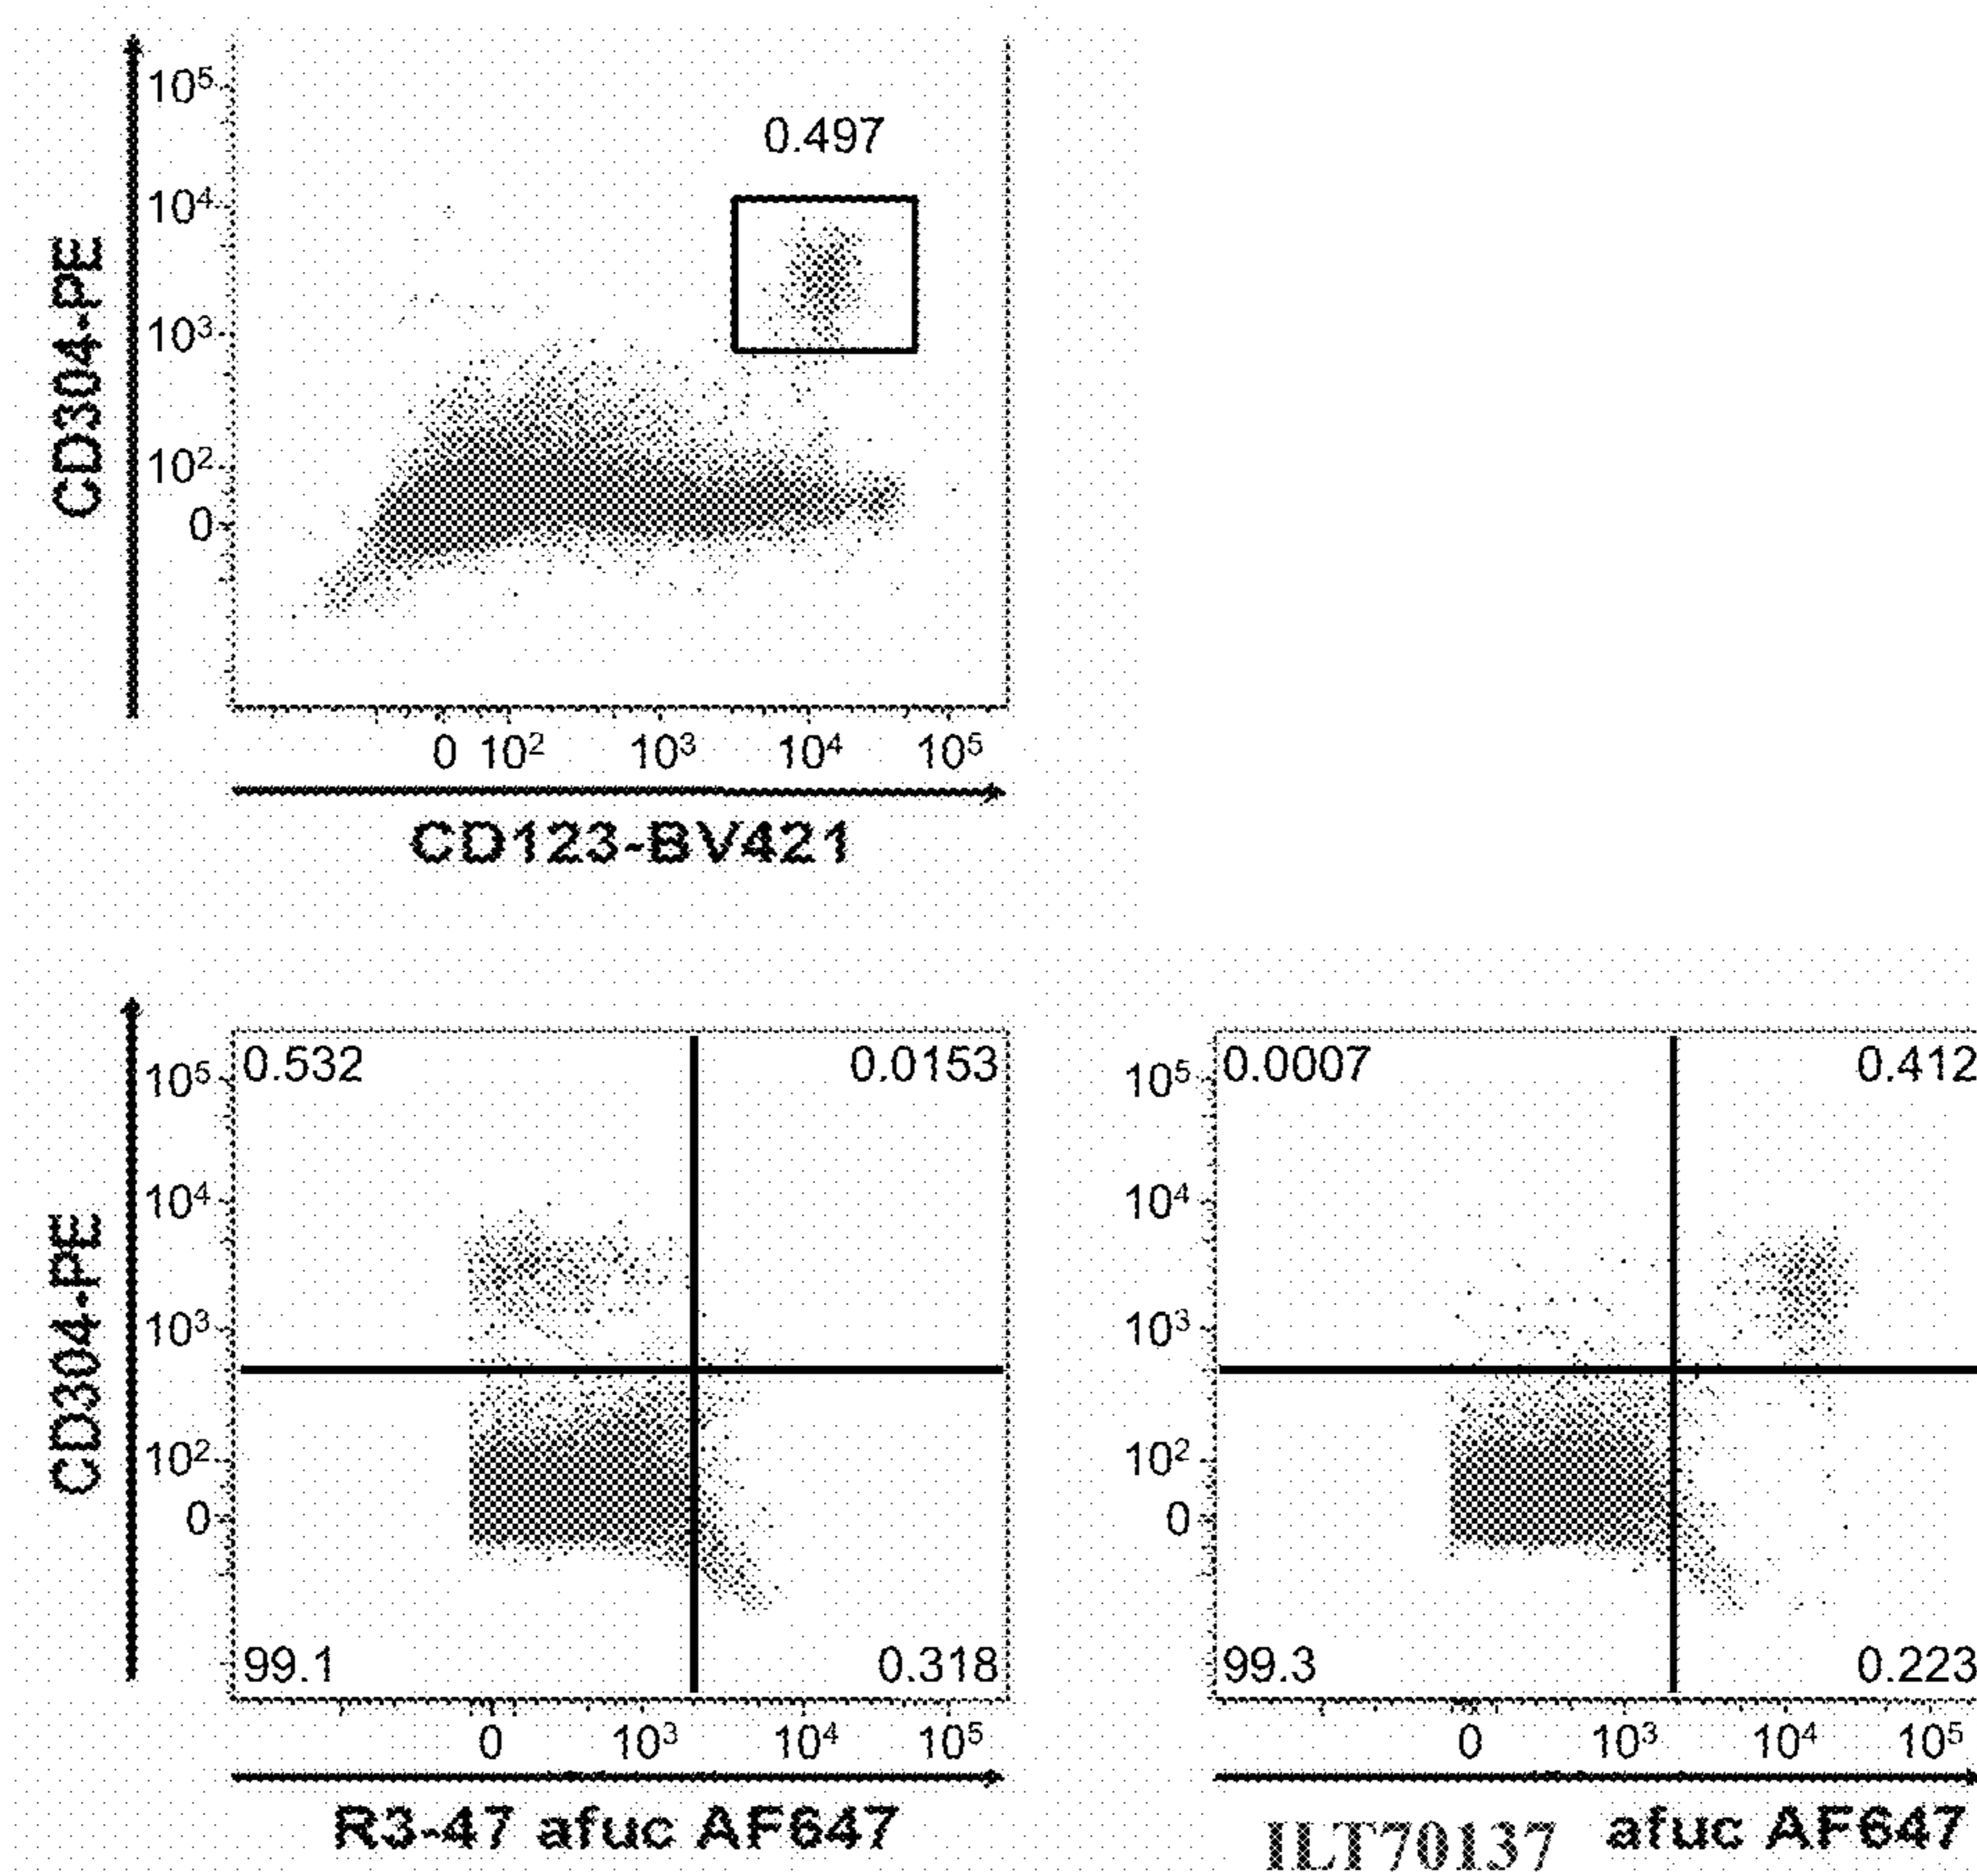 CD304-PE
10⁵
10⁴
10³
10²
0
0.497
0 10² 10³ 10⁴ 10⁵
CD123-BV421
CD304-PE
10⁵
10⁴
10³
10²
0
0.532 0.0153
99.1 0.318
0 10³ 10⁴ 10⁵
R3-47 afuc AF647
10⁵
10⁴
10³
10²
0
0.0007 0.412
99.3 0.223
0 10³ 10⁴ 10⁵
ILT70137 afuc AF647